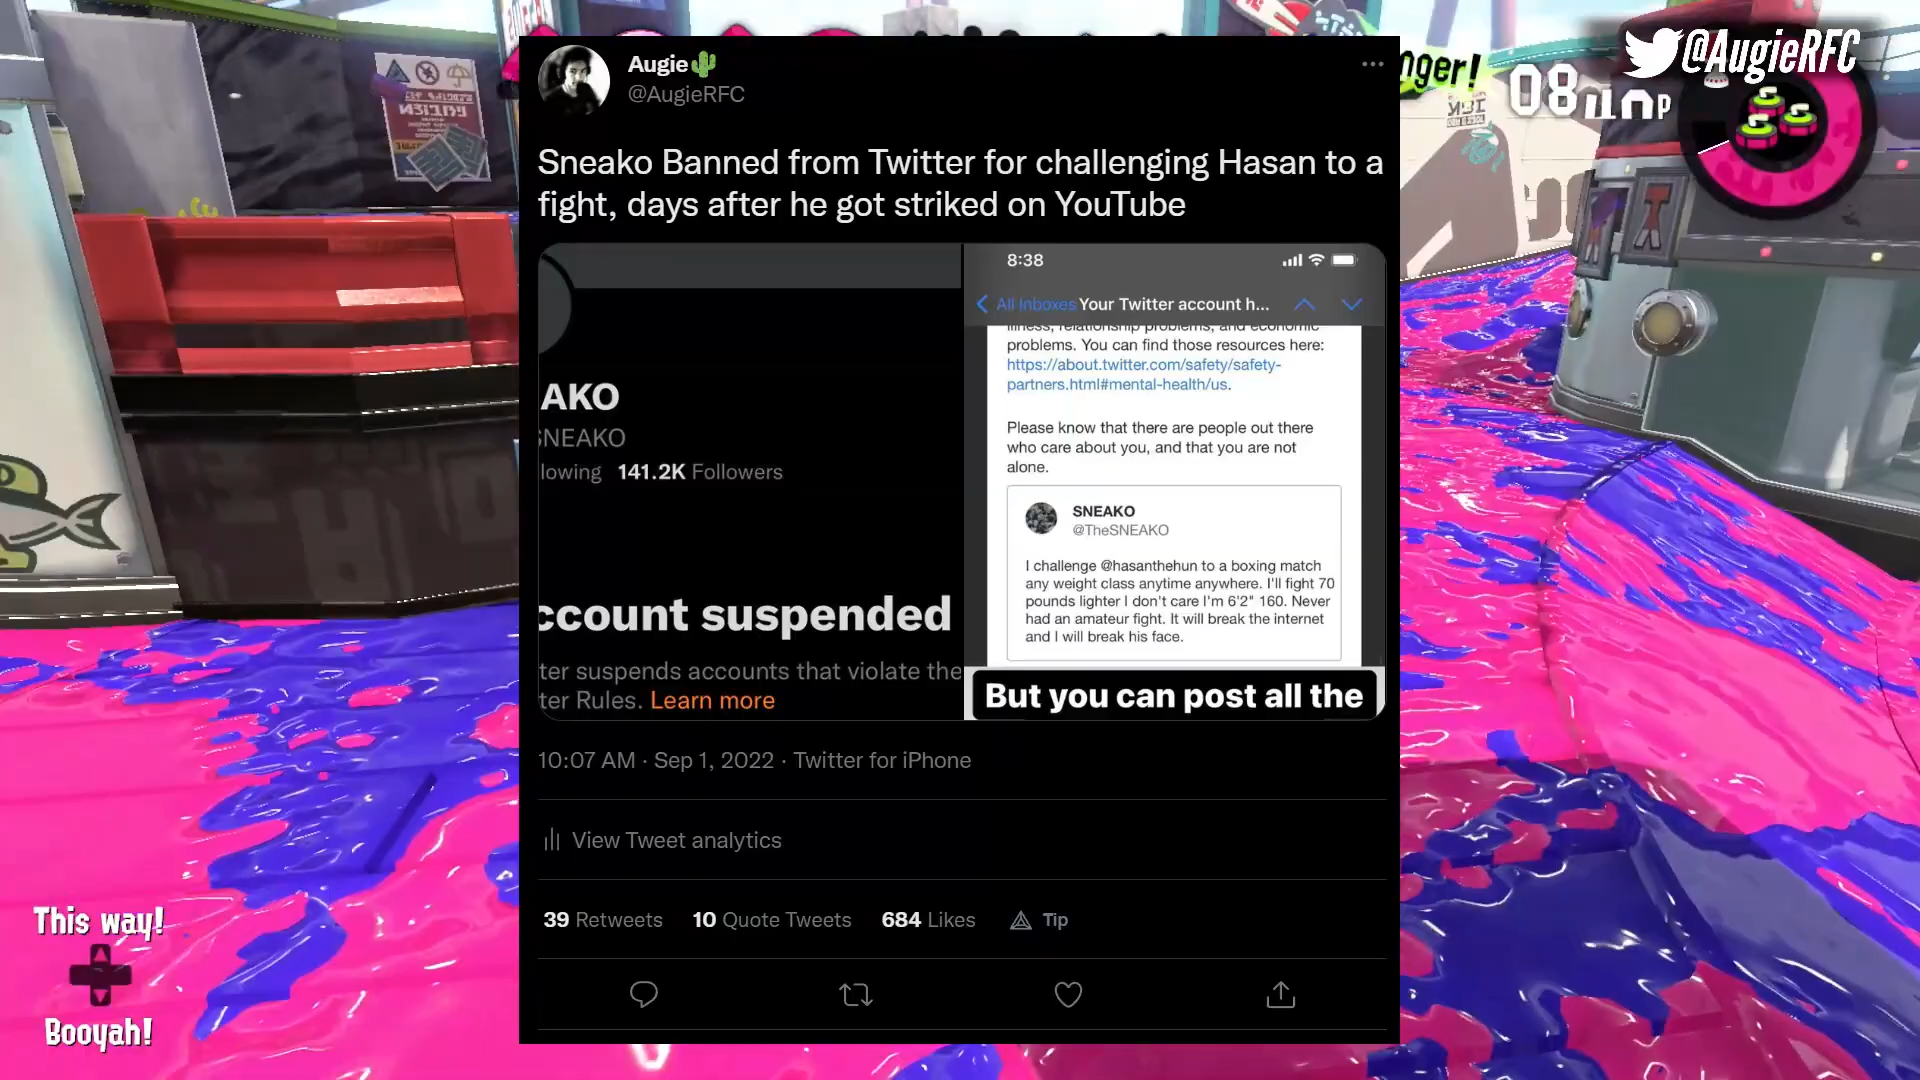 Augie🌵
@AugieRFC
Sneako Banned from Twitter for challenging Hasan to a
fight, days after he got striked on YouTube
AKO
NEAKO
lowing 141.2K Followers
ccount suspended
ter suspends accounts that violate the
ter Rules. Learn more
8:38
All Inboxes Your Twitter account h...
illness, relationship problems, and economic
problems. You can find those resources here:
https://about.twitter.com/safety/safety-
partners.html#mental-health/us.
Please know that there are people out there
who care about you, and that you are not
alone.
SNEAKO
@TheSNEAKO
I challenge @hasanthehun to a boxing match
any weight class anytime anywhere. I'll fight 70
pounds lighter I don't care I'm 6'2" 160. Never
had an amateur fight. It will break the internet
and I will break his face.
But you can post all the
10:07 AM · Sep 1, 2022 · Twitter for iPhone
View Tweet analytics
39 Retweets 10 Quote Tweets 684 Likes Tip
@AugieRFC
nger!
This way!
Booyah!